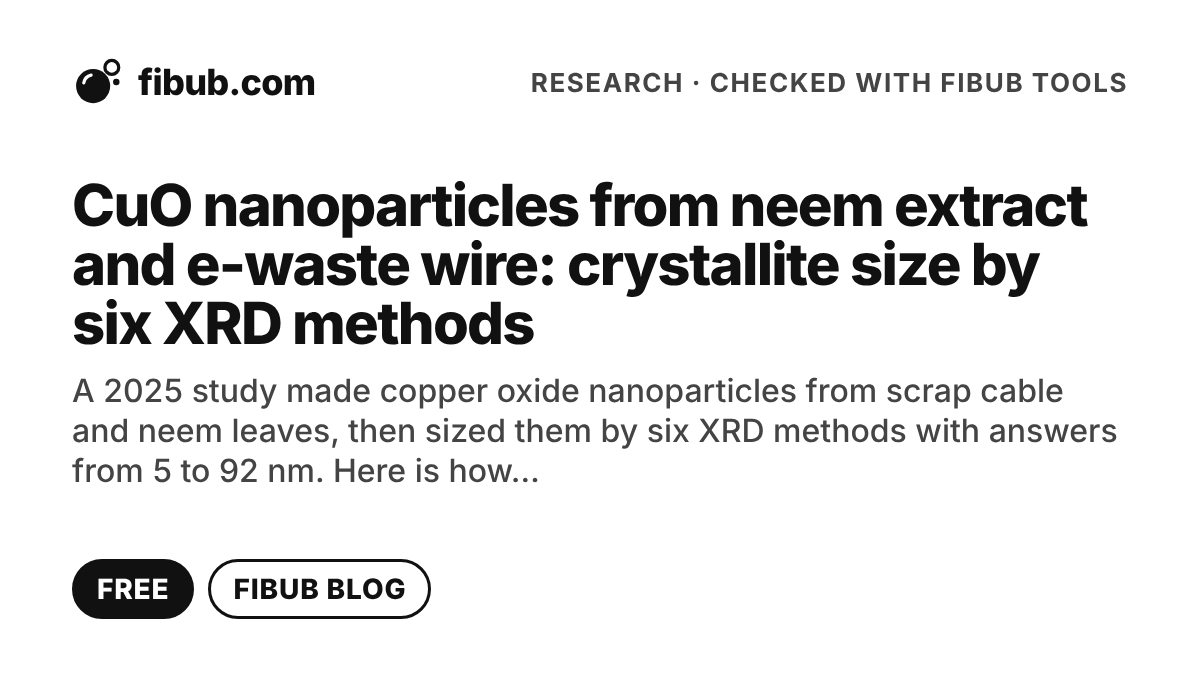 fibub.com
RESEARCH · CHECKED WITH FIBUB TOOLS
CuO nanoparticles from neem extract
and e-waste wire: crystallite size by
six XRD methods
A 2025 study made copper oxide nanoparticles from scrap cable
and neem leaves, then sized them by six XRD methods with answers
from 5 to 92 nm. Here is how...
FREE
FIBUB BLOG